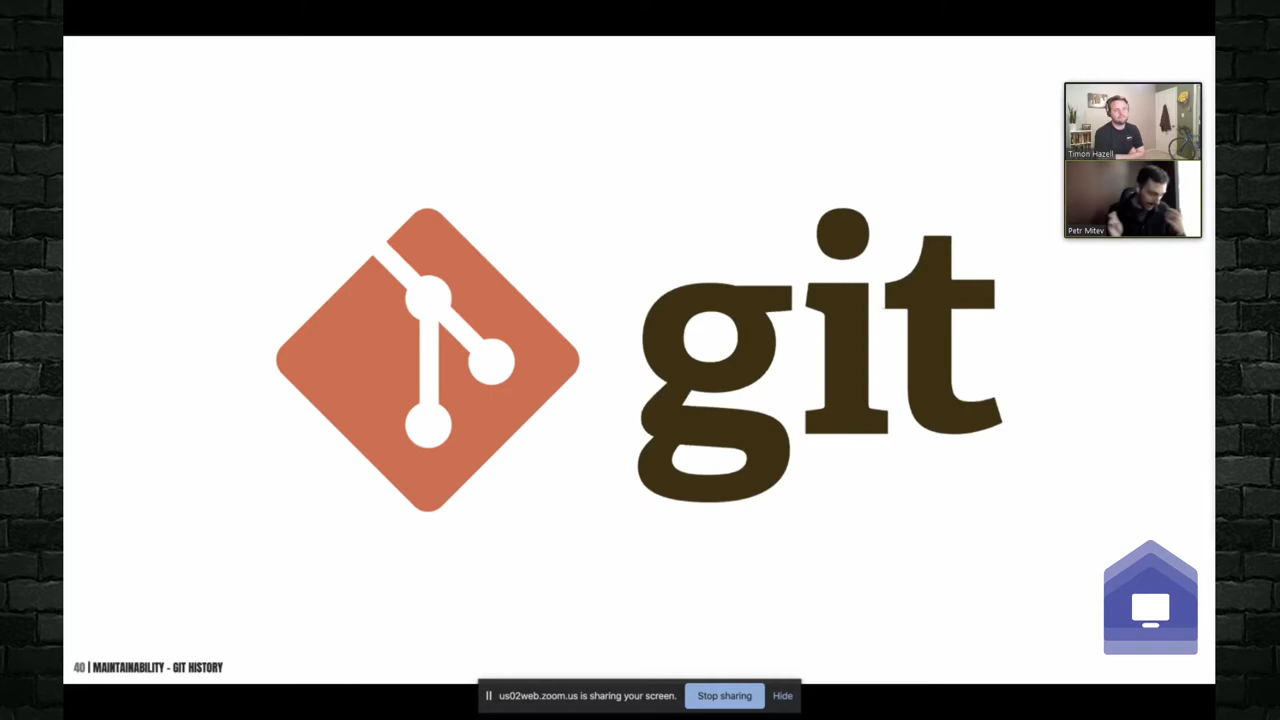 Timon Hazell
Petr Mitev
git
40 | MAINTAINABILITY - GIT HISTORY
us02web.zoom.us is sharing your screen.
Stop sharing
Hide